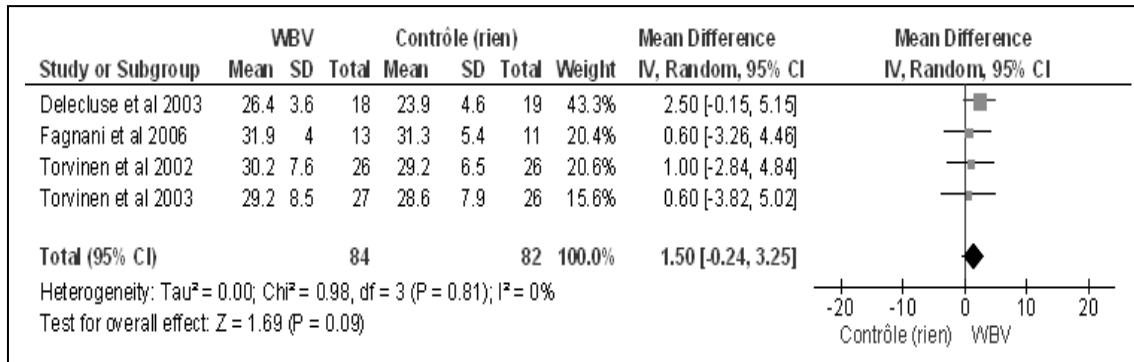 WBV Contrôle (rien) Mean Difference Mean Difference
Study or Subgroup Mean SD Total Mean SD Total Weight IV, Random, 95% CI IV, Random, 95% CI
Delecluse et al 2003 26.4 3.6 18 23.9 4.6 19 43.3% 2.50 [-0.15, 5.15]
Fagnani et al 2006 31.9 4 13 31.3 5.4 11 20.4% 0.60 [-3.26, 4.46]
Torvinen et al 2002 30.2 7.6 26 29.2 6.5 26 20.6% 1.00 [-2.84, 4.84]
Torvinen et al 2003 29.2 8.5 27 28.6 7.9 26 15.6% 0.60 [-3.82, 5.02]
Total (95% CI) 84 82 100.0% 1.50 [-0.24, 3.25]
Heterogeneity: Tau² = 0.00; Chi² = 0.98, df = 3 (P = 0.81); I² = 0%
Test for overall effect: Z = 1.69 (P = 0.09)
-20 -10 0 10 20
Contrôle (rien) WBV